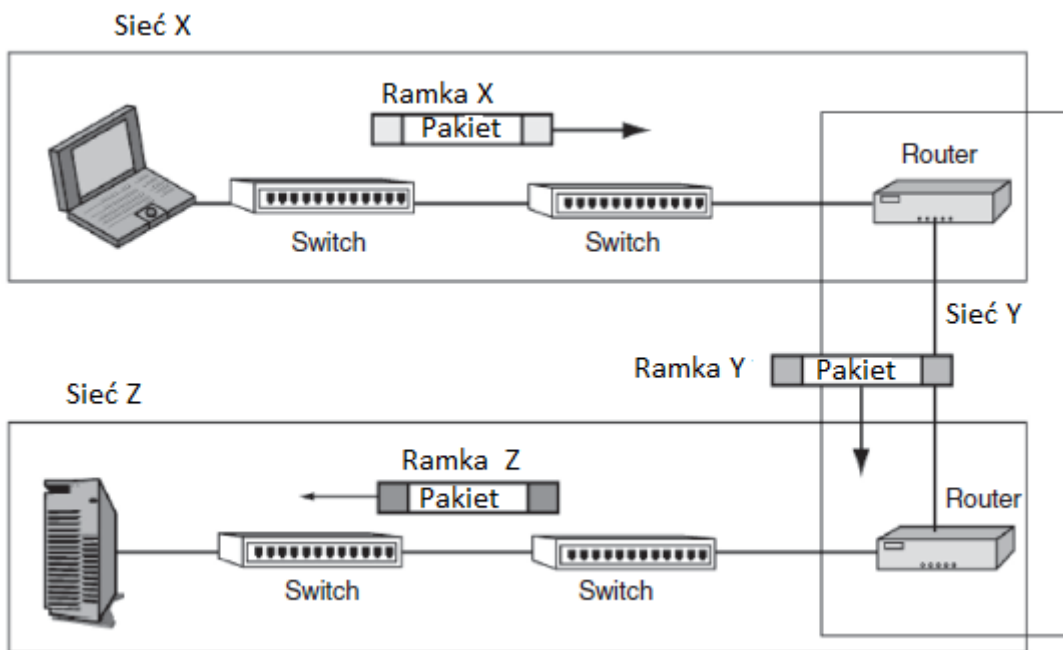 Sieć X
Ramka X
Pakiet
Router
Switch
Switch
Sieć Y
Ramka Y
Pakiet
Sieć Z
Ramka Z
Pakiet
Router
Switch
Switch